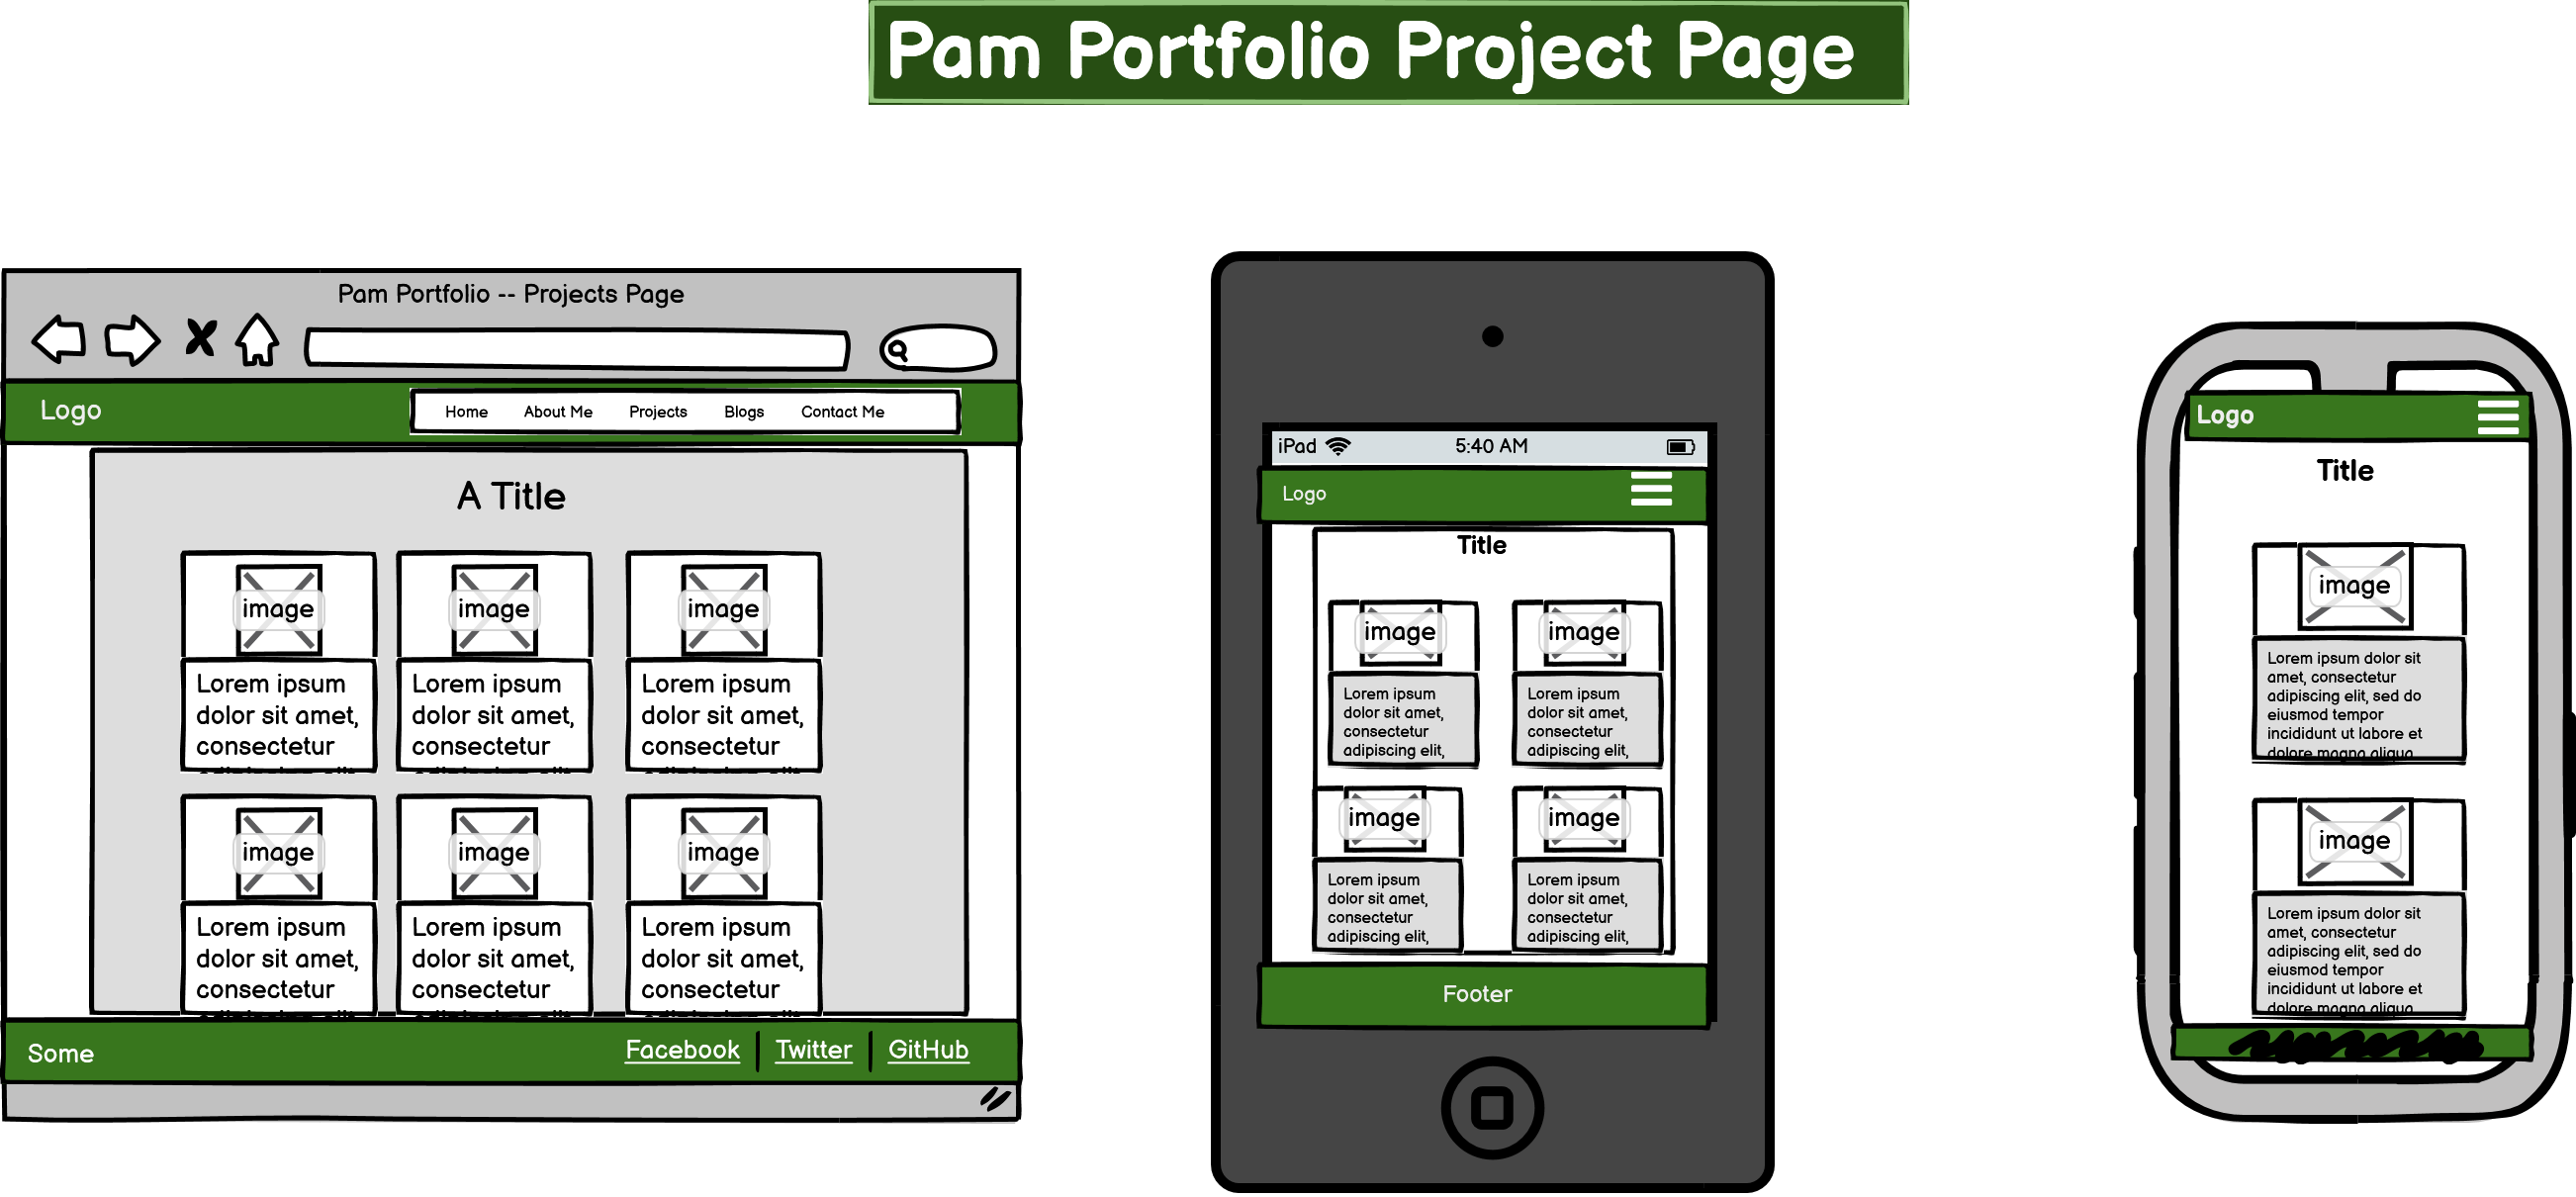 Pam Portfolio Project Page
Pam Portfolio -- Projects Page
Logo
Home About Me Projects Blogs Contact Me
A Title
image image image
Lorem ipsum Lorem ipsum Lorem ipsum
dolor sit amet, dolor sit amet, dolor sit amet,
consectetur consectetur consectetur
image image image
Lorem ipsum Lorem ipsum Lorem ipsum
dolor sit amet, dolor sit amet, dolor sit amet,
consectetur consectetur consectetur
Some Facebook Twitter GitHub
iPad 5:40 AM
Logo
Title
image image
Lorem ipsum Lorem ipsum
dolor sit amet, dolor sit amet,
consectetur consectetur
adipiscing elit, adipiscing elit,
image image
Lorem ipsum Lorem ipsum
dolor sit amet, dolor sit amet,
consectetur consectetur
adipiscing elit, adipiscing elit,
Footer
Logo
Title
image
Lorem ipsum dolor sit
amet, consectetur
adipiscing elit, sed do
eiusmod tempor
incididunt ut labore et
dolore magna aliqua
image
Lorem ipsum dolor sit
amet, consectetur
adipiscing elit, sed do
eiusmod tempor
incididunt ut labore et
dolore magna aliqua